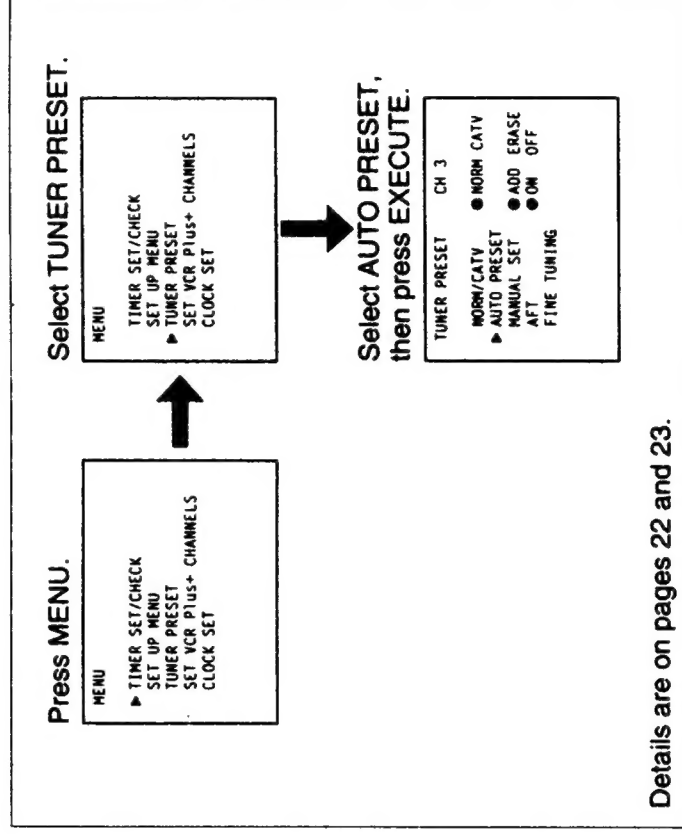 Press MENU.
MENU
▶ TIMER SET/CHECK
SET UP MENU
TUNER PRESET
SET VCR Plus+ CHANNELS
CLOCK SET
Select TUNER PRESET.
MENU
TIMER SET/CHECK
SET UP MENU
▶ TUNER PRESET
SET VCR Plus+ CHANNELS
CLOCK SET
Select AUTO PRESET,
then press EXECUTE.
TUNER PRESET CH 3
NORM/CATV ● NORM CATV
▶ AUTO PRESET
MANUAL SET ● ADD ERASE
AFT ● ON OFF
FINE TUNING
Details are on pages 22 and 23.